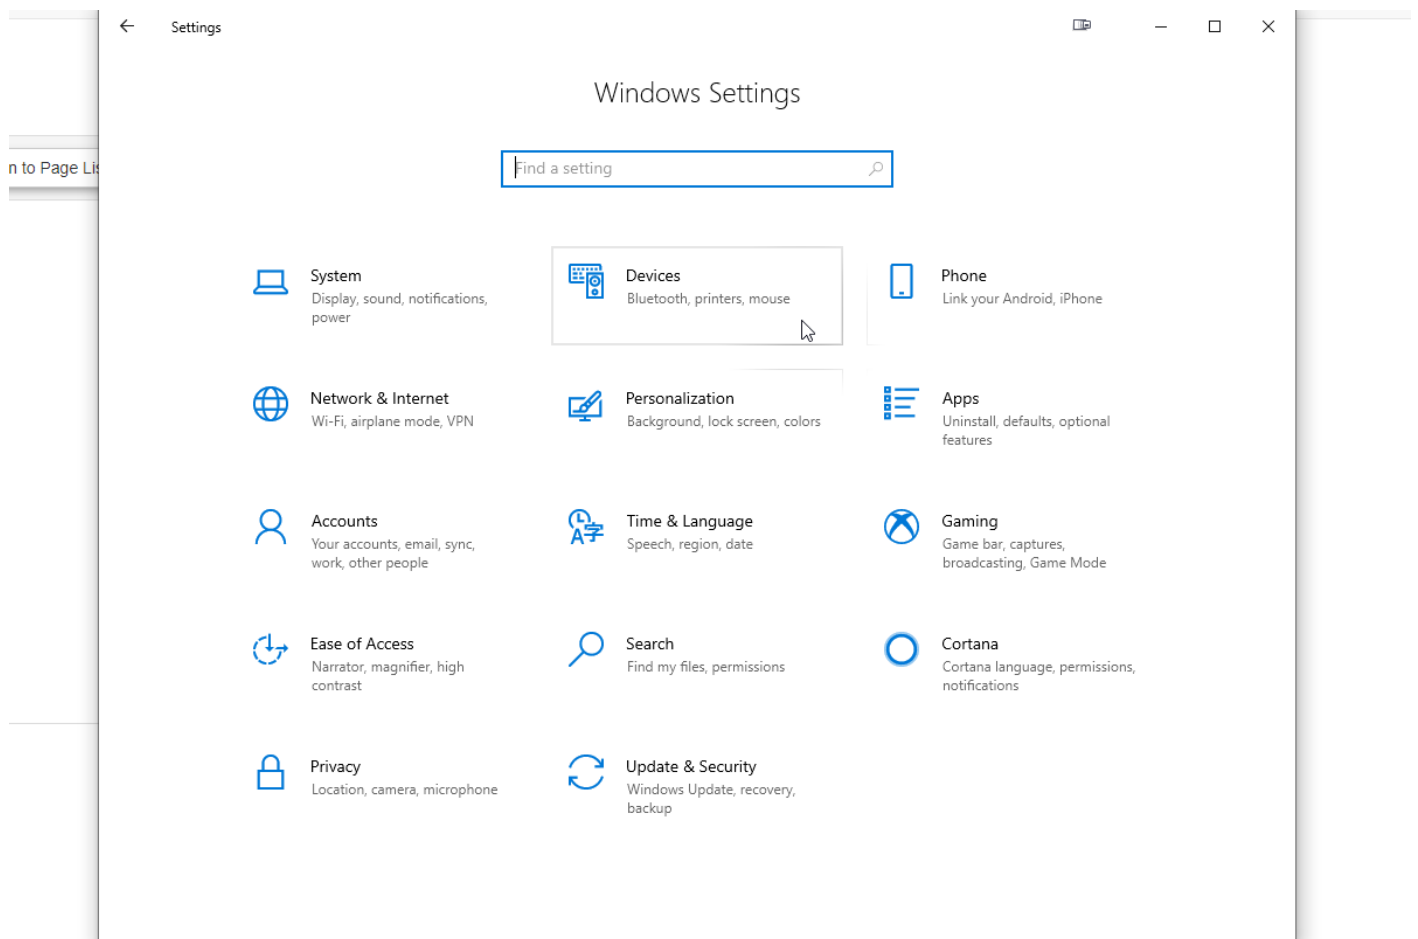 Settings
Windows Settings
n to Page Lis
Find a setting
System
Display, sound, notifications,
power
Devices
Bluetooth, printers, mouse
Phone
Link your Android, iPhone
Network & Internet
Wi-Fi, airplane mode, VPN
Personalization
Background, lock screen, colors
Apps
Uninstall, defaults, optional
features
Accounts
Your accounts, email, sync,
work, other people
Time & Language
Speech, region, date
Gaming
Game bar, captures,
broadcasting, Game Mode
Ease of Access
Narrator, magnifier, high
contrast
Search
Find my files, permissions
Cortana
Cortana language, permissions,
notifications
Privacy
Location, camera, microphone
Update & Security
Windows Update, recovery,
backup